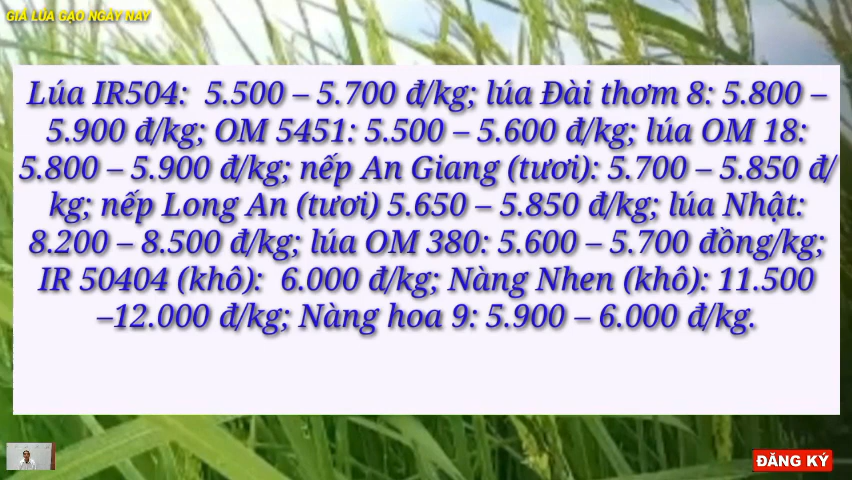 GIÁ LÚA GẠO NGÀY NAY
Lúa IR504:  5.500 – 5.700 đ/kg; lúa Đài thơm 8: 5.800 –
5.900 đ/kg; OM 5451: 5.500 – 5.600 đ/kg; lúa OM 18:
5.800 – 5.900 đ/kg; nếp An Giang (tươi): 5.700 – 5.850 đ/
kg; nếp Long An (tươi) 5.650 – 5.850 đ/kg; lúa Nhật:
8.200 – 8.500 đ/kg; lúa OM 380: 5.600 – 5.700 đồng/kg;
IR 50404 (khô):  6.000 đ/kg; Nàng Nhen (khô): 11.500
–12.000 đ/kg; Nàng hoa 9: 5.900 – 6.000 đ/kg.
ĐĂNG KÝ